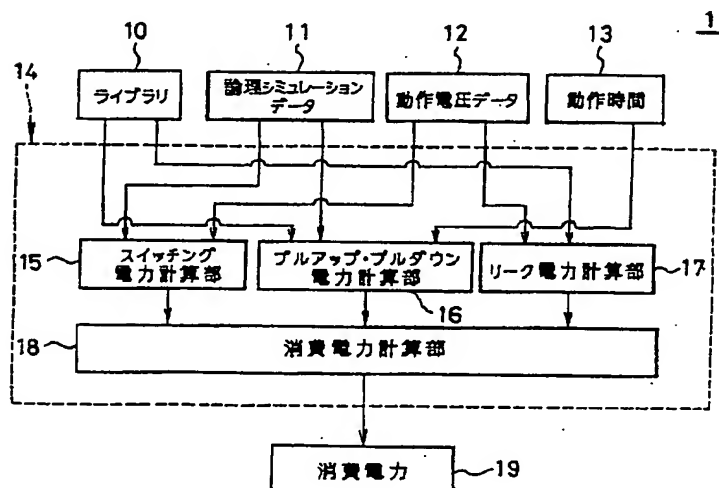 1
10
11
12
13
14
ライブラリ
論理シミュレーション
データ
動作電圧データ
動作時間
15
スイッチング
電力計算部
プルアップ・プルダウン
電力計算部
16
リーク電力計算部
17
18
消費電力計算部
消費電力
19